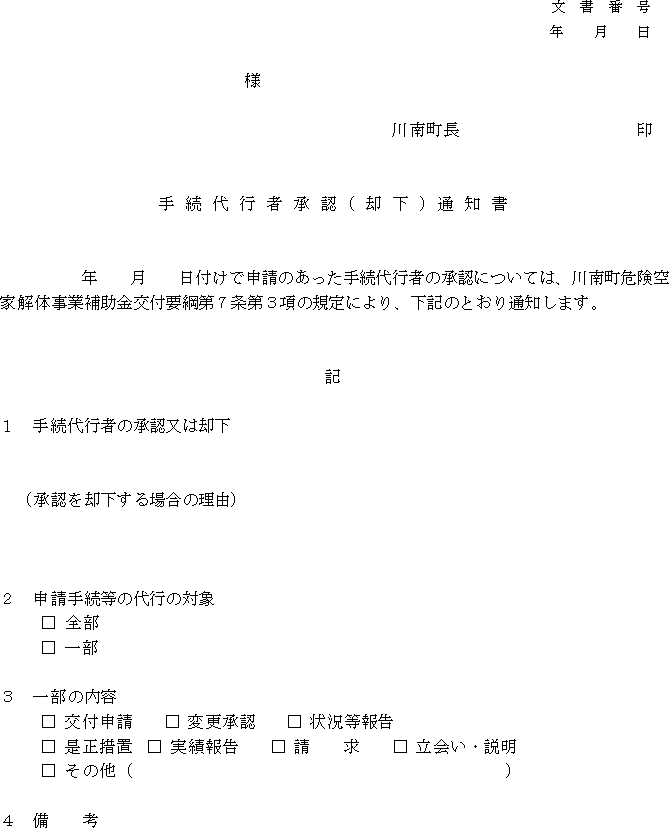 文　書　番　号
年　　月　　日
様
川南町長　　　　　　　　　　　印
手 続 代 行 者 承 認（ 却 下 ）通 知 書
年　　月　　日付けで申請のあった手続代行者の承認については、川南町危険空
家解体事業補助金交付要綱第７条第３項の規定により、下記のとおり通知します。
記
１　手続代行者の承認又は却下
（承認を却下する場合の理由）
２　申請手続等の代行の対象
□ 全部
□ 一部
３　一部の内容
□ 交付申請　　□ 変更承認　　□ 状況等報告
□ 是正措置　□ 実績報告　　□ 請　　求　　□ 立会い・説明
□ その他（　　　　　　　　　　　　　　　　　　　　　　　）
４　備　　考